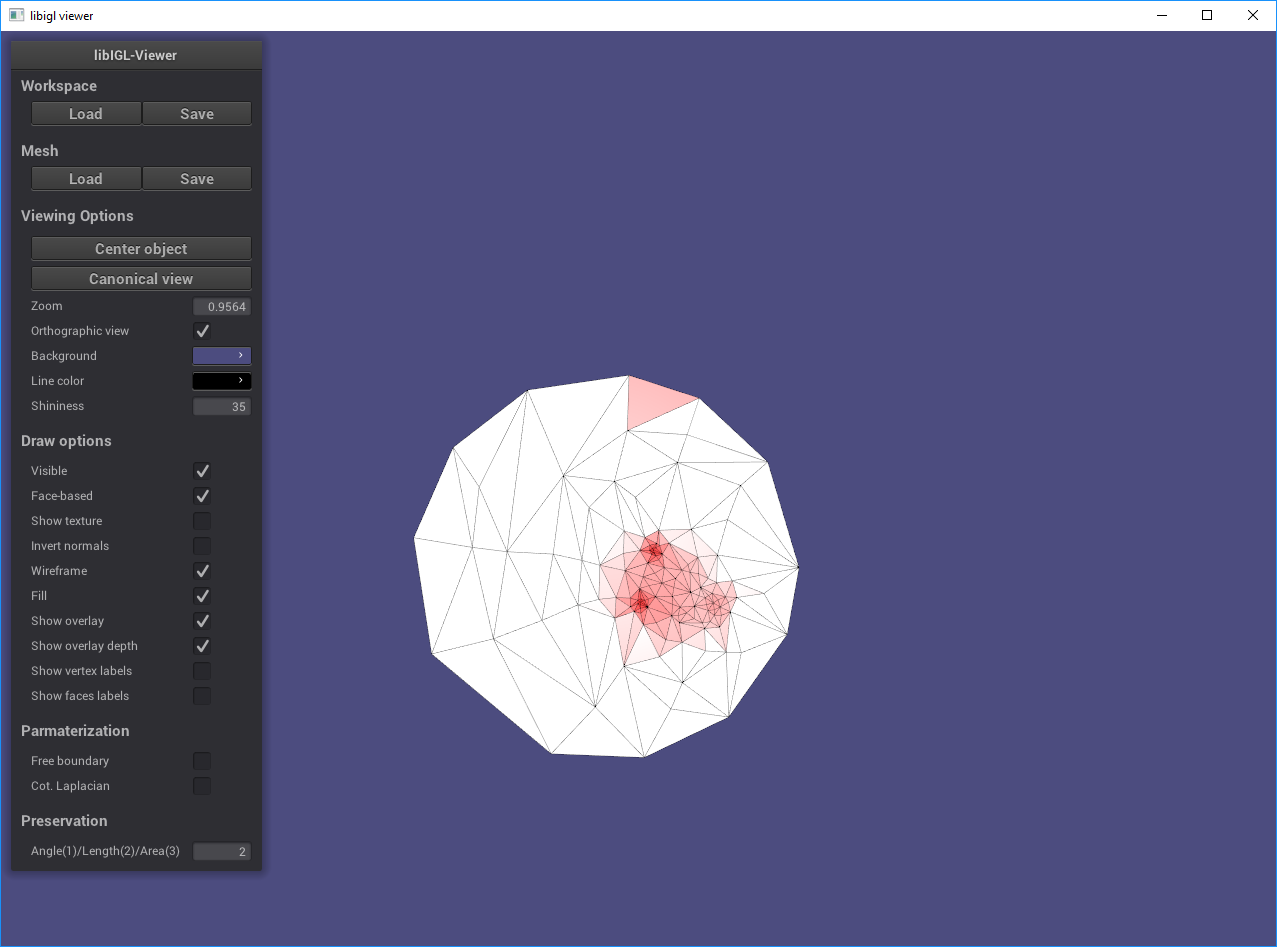 libigl viewer
libIGL-Viewer
Workspace
Load Save
Mesh
Load Save
Viewing Options
Center object
Canonical view
Zoom 0.9564
Orthographic view
Background
Line color
Shininess 35
Draw options
Visible
Face-based
Show texture
Invert normals
Wireframe
Fill
Show overlay
Show overlay depth
Show vertex labels
Show faces labels
Parmaterization
Free boundary
Cot. Laplacian
Preservation
Angle(1)/Length(2)/Area(3) 2